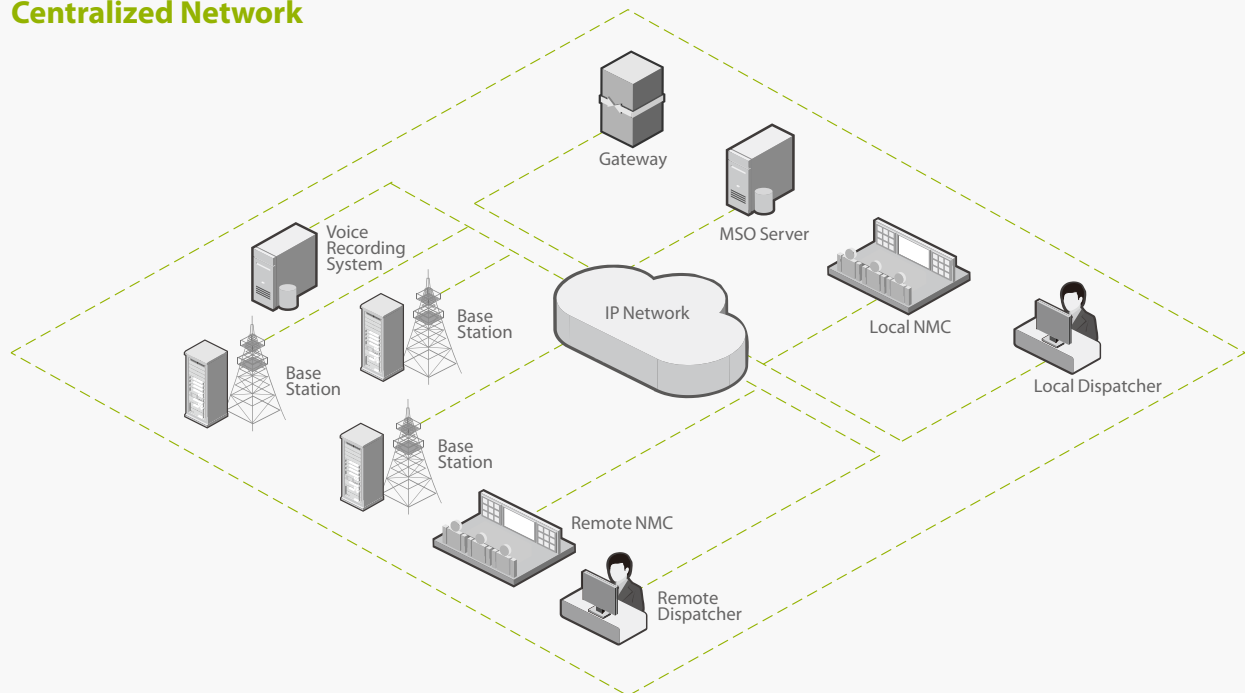 Centralized Network
Gateway
MSO Server
Voice
Recording
System
Local NMC
IP Network
Base
Station
Base
Station
Local Dispatcher
Base
Station
Remote NMC
Remote
Dispatcher